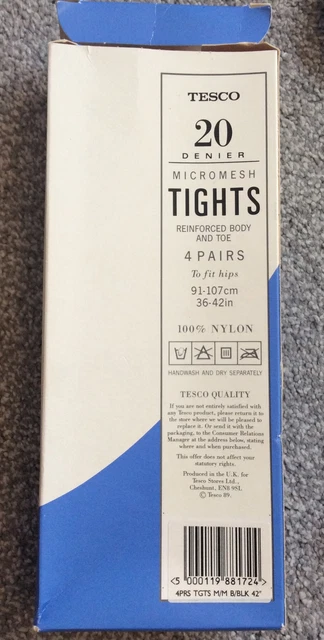 TESCO
20
DENIER
MICROMESH
TIGHTS
REINFORCED BODY
AND TOE
4 PAIRS
To fit hips
91-107cm
36-42in
100% NYLON
HANDWASH AND DRY SEPARATELY
TESCO QUALITY
If you are not entirely satisfied with
any Tesco product, please return it to
the store where we will be pleased to
replace it. Or send it with the
packaging, to the Consumer Relations
Manager at the address below, stating
where and when purchased.
This offer does not affect your
statutory rights.
Produced in the U.K. for
Tesco Stores Ltd.,
Cheshunt, EN8 9SL
© Tesco 89.
<5 000119 881724>
4PRS TGTS M/M B/BLK 42"